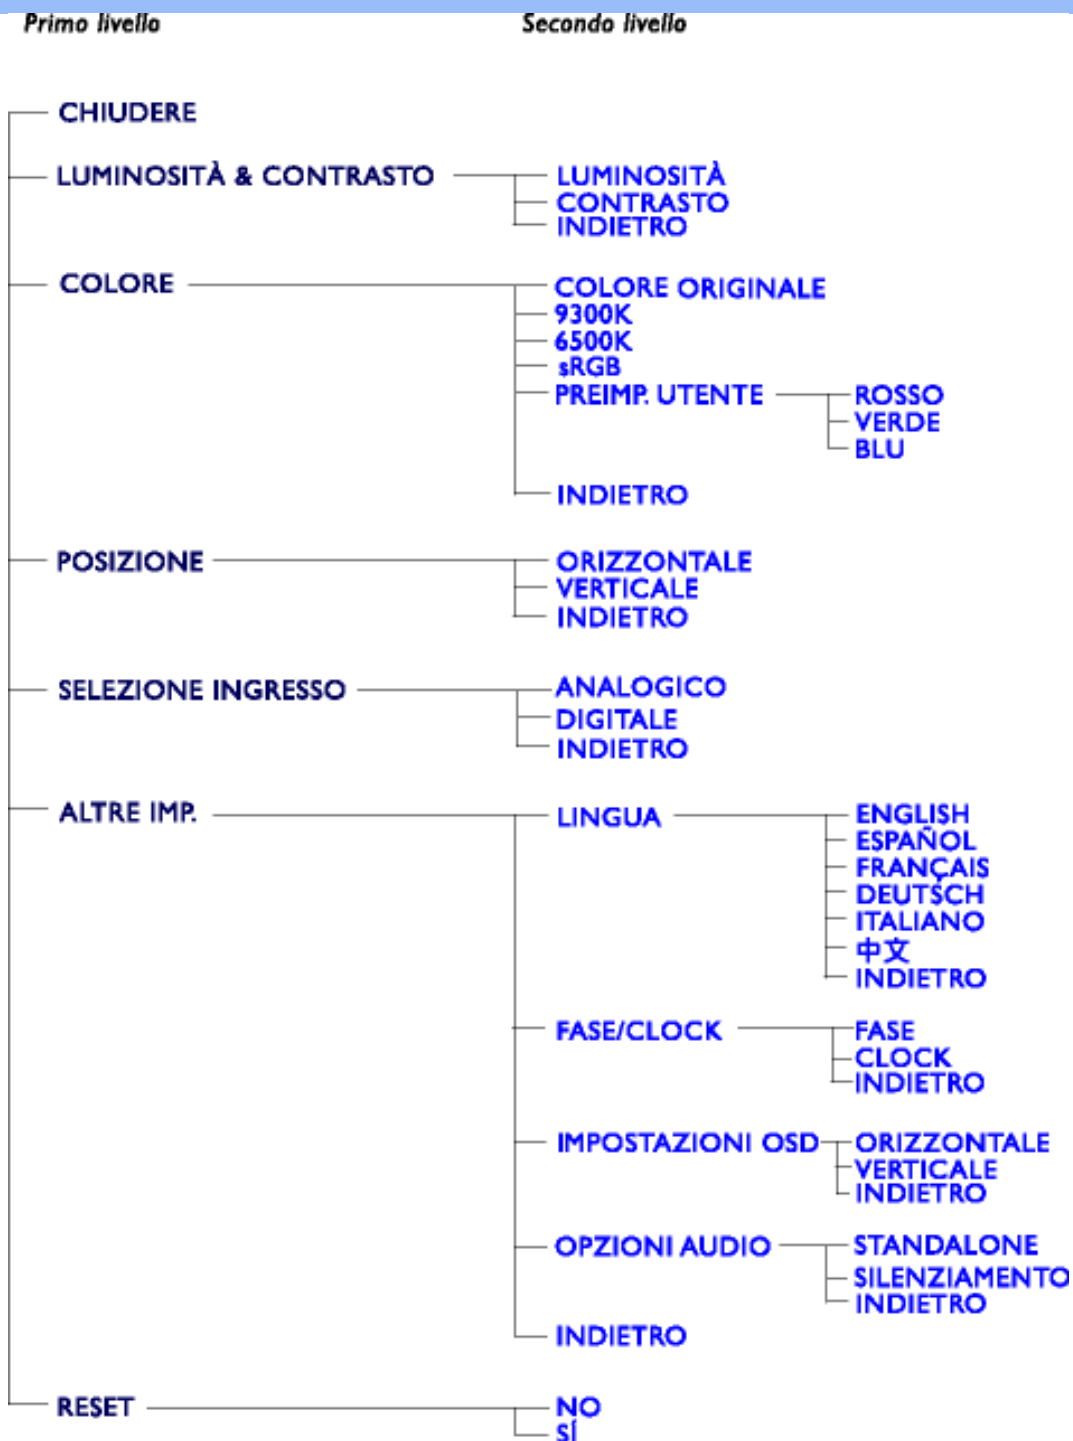 Primo livello Secondo livello
CHIUDERE
LUMINOSITÀ & CONTRASTO LUMINOSITÀ
CONTRASTO
INDIETRO
COLORE COLORE ORIGINALE
9300K
6500K
sRGB
PREIMP. UTENTE ROSSO
VERDE
BLU
INDIETRO
POSIZIONE ORIZZONTALE
VERTICALE
INDIETRO
SELEZIONE INGRESSO ANALOGICO
DIGITALE
INDIETRO
ALTRE IMP. LINGUA ENGLISH
ESPAÑOL
FRANÇAIS
DEUTSCH
ITALIANO
中文
INDIETRO
FASE/CLOCK FASE
CLOCK
INDIETRO
IMPOSTAZIONI OSD ORIZZONTALE
VERTICALE
INDIETRO
OPZIONI AUDIO STANDALONE
SILENZIAMENTO
INDIETRO
INDIETRO
RESET NO
SÍ